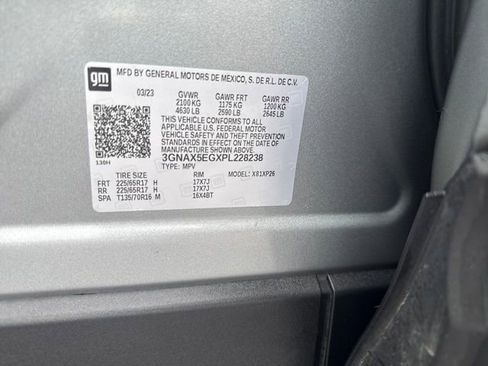 gm
MFD BY GENERAL MOTORS DE MEXICO, S. DE R.L. DE C.V.
03/23 GVWR GAWR FRT GAWR RR
2100 KG 1175 KG 1200 KG
4630 LB 2590 LB 2645 LB
THIS VEHICLE CONFORMS TO ALL
APPLICABLE U.S. FEDERAL MOTOR
VEHICLE SAFETY AND THEFT PREVENTION
STANDARDS IN EFFECT ON THE DATE OF
MANUFACTURE SHOWN ABOVE.
130H 3GNAX5EGXPL228238
TYPE: MPV
TIRE SIZE RIM MODEL: X81XP26
FRT 225/65R17 H 17X7J
RR 225/65R17 H 17X7J
SPA T135/70R16 M 16X4BT